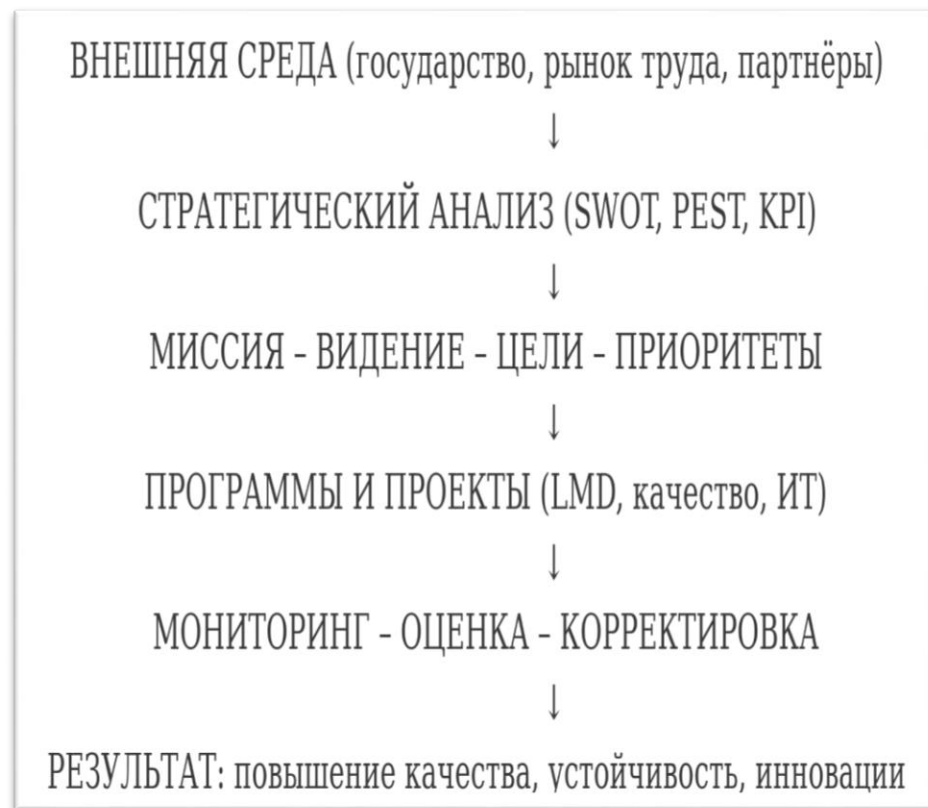 ВНЕШНЯЯ СРЕДА (государство, рынок труда, партнёры)
↓
СТРАТЕГИЧЕСКИЙ АНАЛИЗ (SWOT, PEST, KPI)
↓
МИССИЯ – ВИДЕНИЕ – ЦЕЛИ – ПРИОРИТЕТЫ
↓
ПРОГРАММЫ И ПРОЕКТЫ (LMD, качество, ИТ)
↓
МОНИТОРИНГ – ОЦЕНКА – КОРРЕКТИРОВКА
↓
РЕЗУЛЬТАТ: повышение качества, устойчивость, инновации